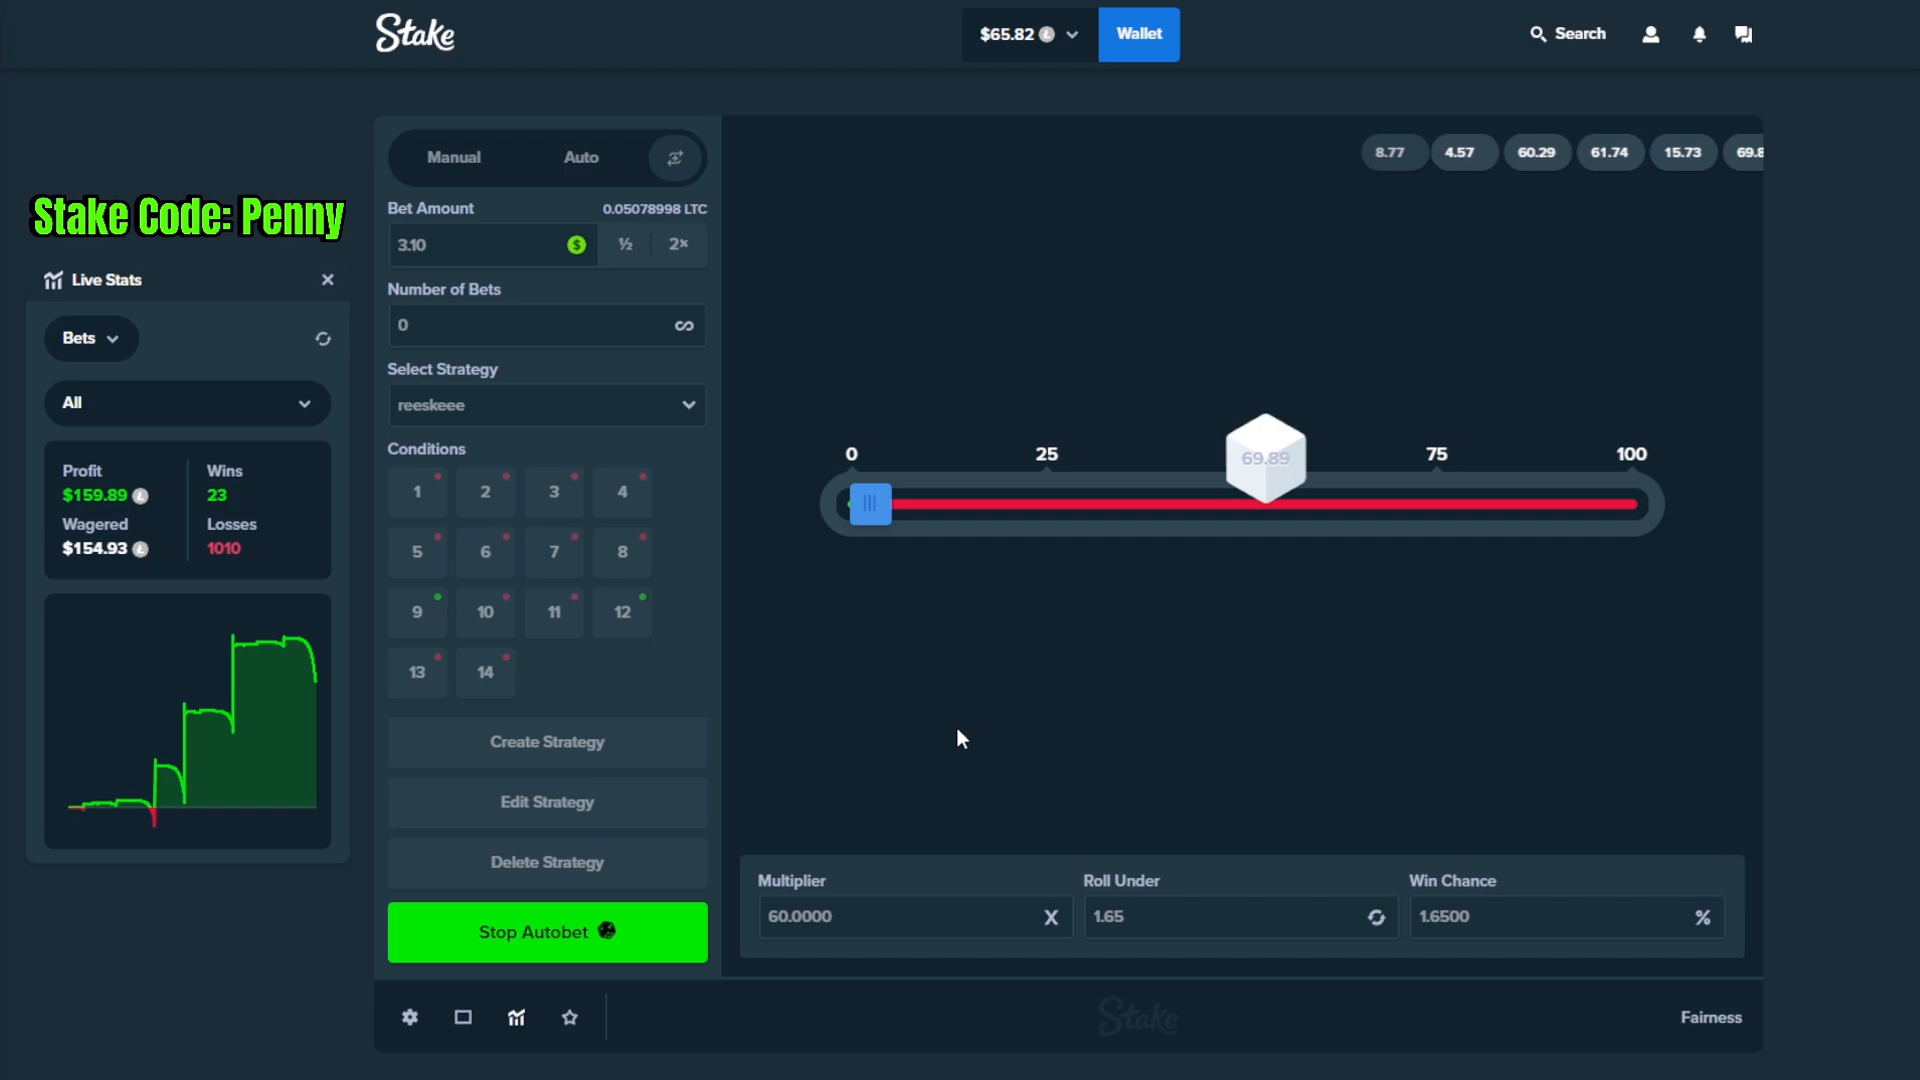 Stake
$65.82
Wallet
Search
Stake Code: Penny
Live Stats
Bets
All
Profit
$159.89
Wins
23
Wagered
$154.93
Losses
1010
Manual
Auto
Bet Amount
0.05078998 LTC
3.10
$
½
2×
Number of Bets
0
∞
Select Strategy
reeskeee
Conditions
1 2 3 4
5 6 7 8
9 10 11 12
13 14
Create Strategy
Edit Strategy
Delete Strategy
Stop Autobet
8.77 4.57 60.29 61.74 15.73 69.8
0 25 75 100
69.89
Multiplier
60.0000
X
Roll Under
1.65
Win Chance
1.6500
%
Stake
Fairness